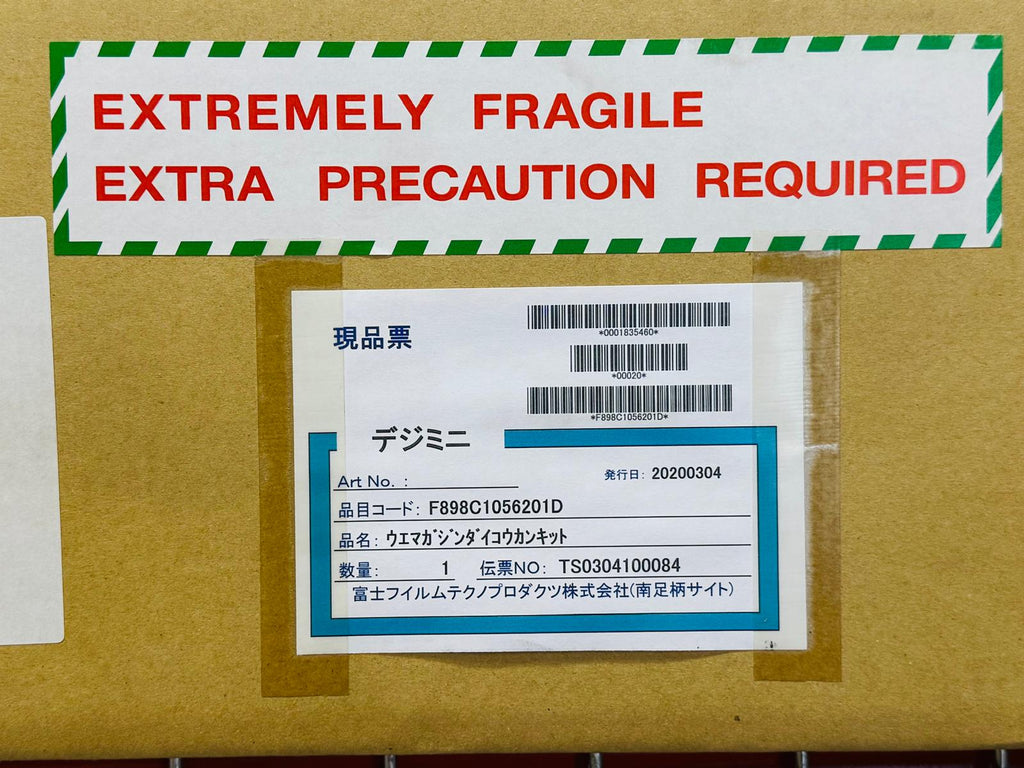 EXTREMELY FRAGILE
EXTRA PRECAUTION REQUIRED
現品票
*0001835460*
*00020*
*F898C1056201D*
デジミニ
Art No. :
発行日: 20200304
品目コード: F898C1056201D
品名: ウエマガジンダイコウカンキット
数量: 1 伝票NO: TS0304100084
富士フイルムテクノプロダクツ株式会社(南足柄サイト)